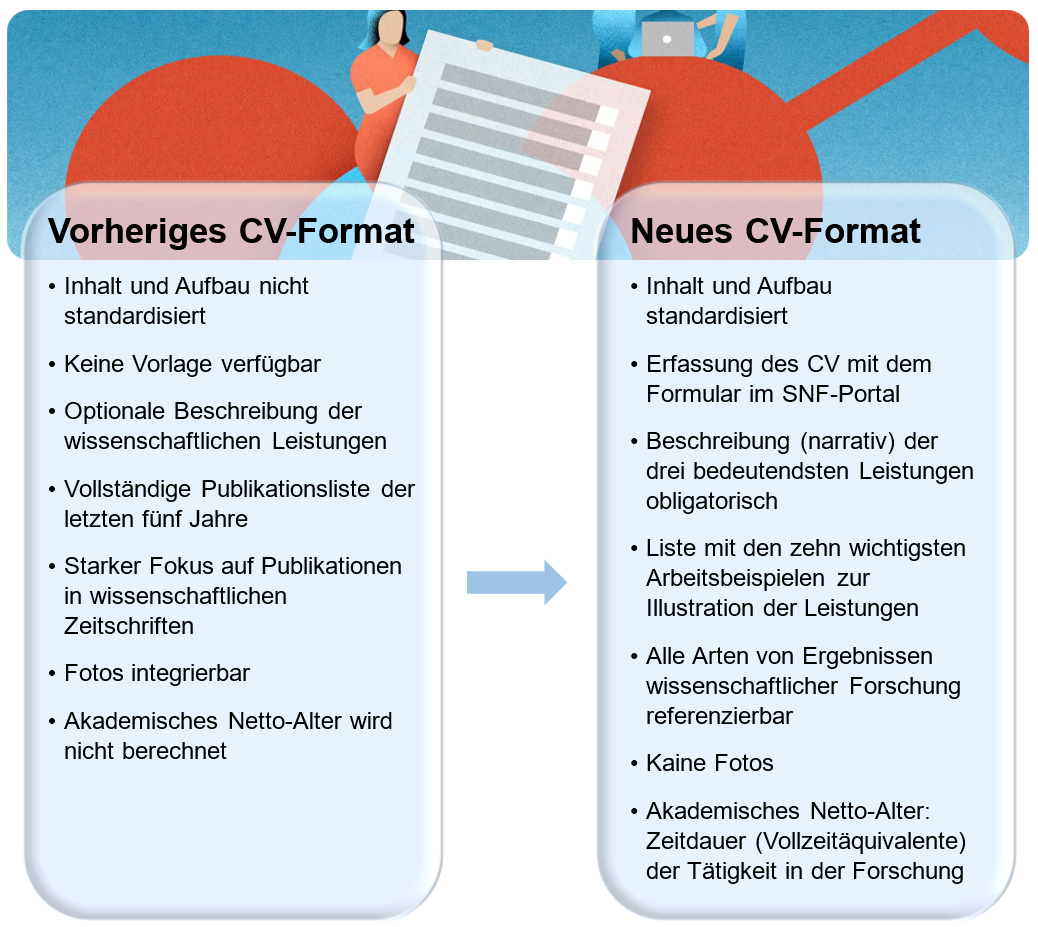 Vorheriges CV-Format
• Inhalt und Aufbau nicht
standardisiert
• Keine Vorlage verfügbar
• Optionale Beschreibung der
wissenschaftlichen Leistungen
• Vollständige Publikationsliste der
letzten fünf Jahre
• Starker Fokus auf Publikationen
in wissenschaftlichen
Zeitschriften
• Fotos integrierbar
• Akademisches Netto-Alter wird
nicht berechnet
Neues CV-Format
• Inhalt und Aufbau
standardisiert
• Erfassung des CV mit dem
Formular im SNF-Portal
• Beschreibung (narrativ) der
drei bedeutendsten Leistungen
obligatorisch
• Liste mit den zehn wichtigsten
Arbeitsbeispielen zur
Illustration der Leistungen
• Alle Arten von Ergebnissen
wissenschaftlicher Forschung
referenzierbar
• Kaine Fotos
• Akademisches Netto-Alter:
Zeitdauer (Vollzeitäquivalente)
der Tätigkeit in der Forschung